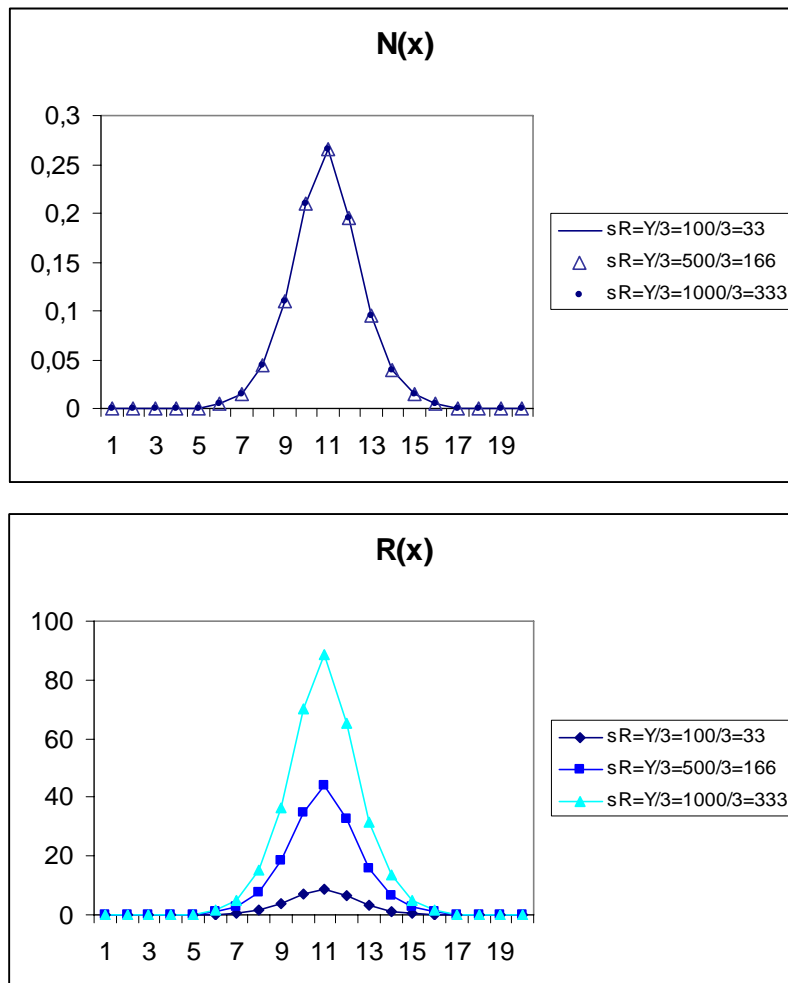 N(x)
0,3
0,25
0,2
0,15
0,1
0,05
0
1 3 5 7 9 11 13 15 17 19
sR=Y/3=100/3=33
sR=Y/3=500/3=166
sR=Y/3=1000/3=333
R(x)
100
80
60
40
20
0
1 3 5 7 9 11 13 15 17 19
sR=Y/3=100/3=33
sR=Y/3=500/3=166
sR=Y/3=1000/3=333